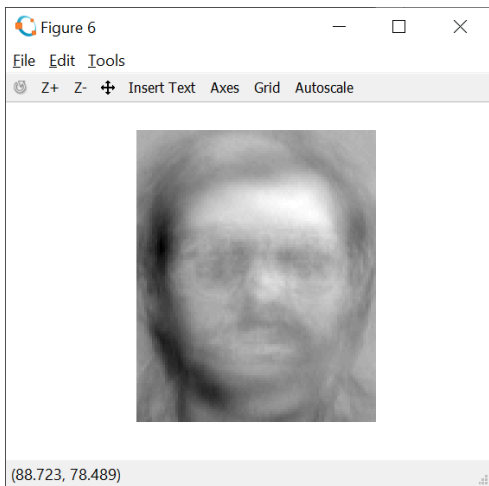 Figure 6
File Edit Tools
Z+ Z- Insert Text Axes Grid Autoscale
(88.723, 78.489)